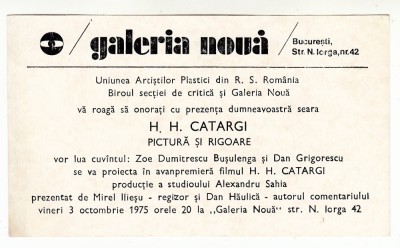 galeria nouă
București,
Str. N. Iorga, nr. 42
Uniunea Artiștilor Plastici din R. S. România
Biroul secției de critică și Galeria Nouă
vă roagă să onorați cu prezența dumneavoastră seara
H. H. CATARGI
PICTURĂ ȘI RIGOARE
vor lua cuvîntul: Zoe Dumitrescu Bușulenga și Dan Grigorescu
se va proiecta în avanpremieră filmul H. H. CATARGI
producție a studioului Alexandru Sahia
prezentat de Mirel Ilieșu - regizor și Dan Hăulică - autorul comentariului
vineri 3 octombrie 1975 orele 20 la „Galeria Nouă" str. N. Iorga 42